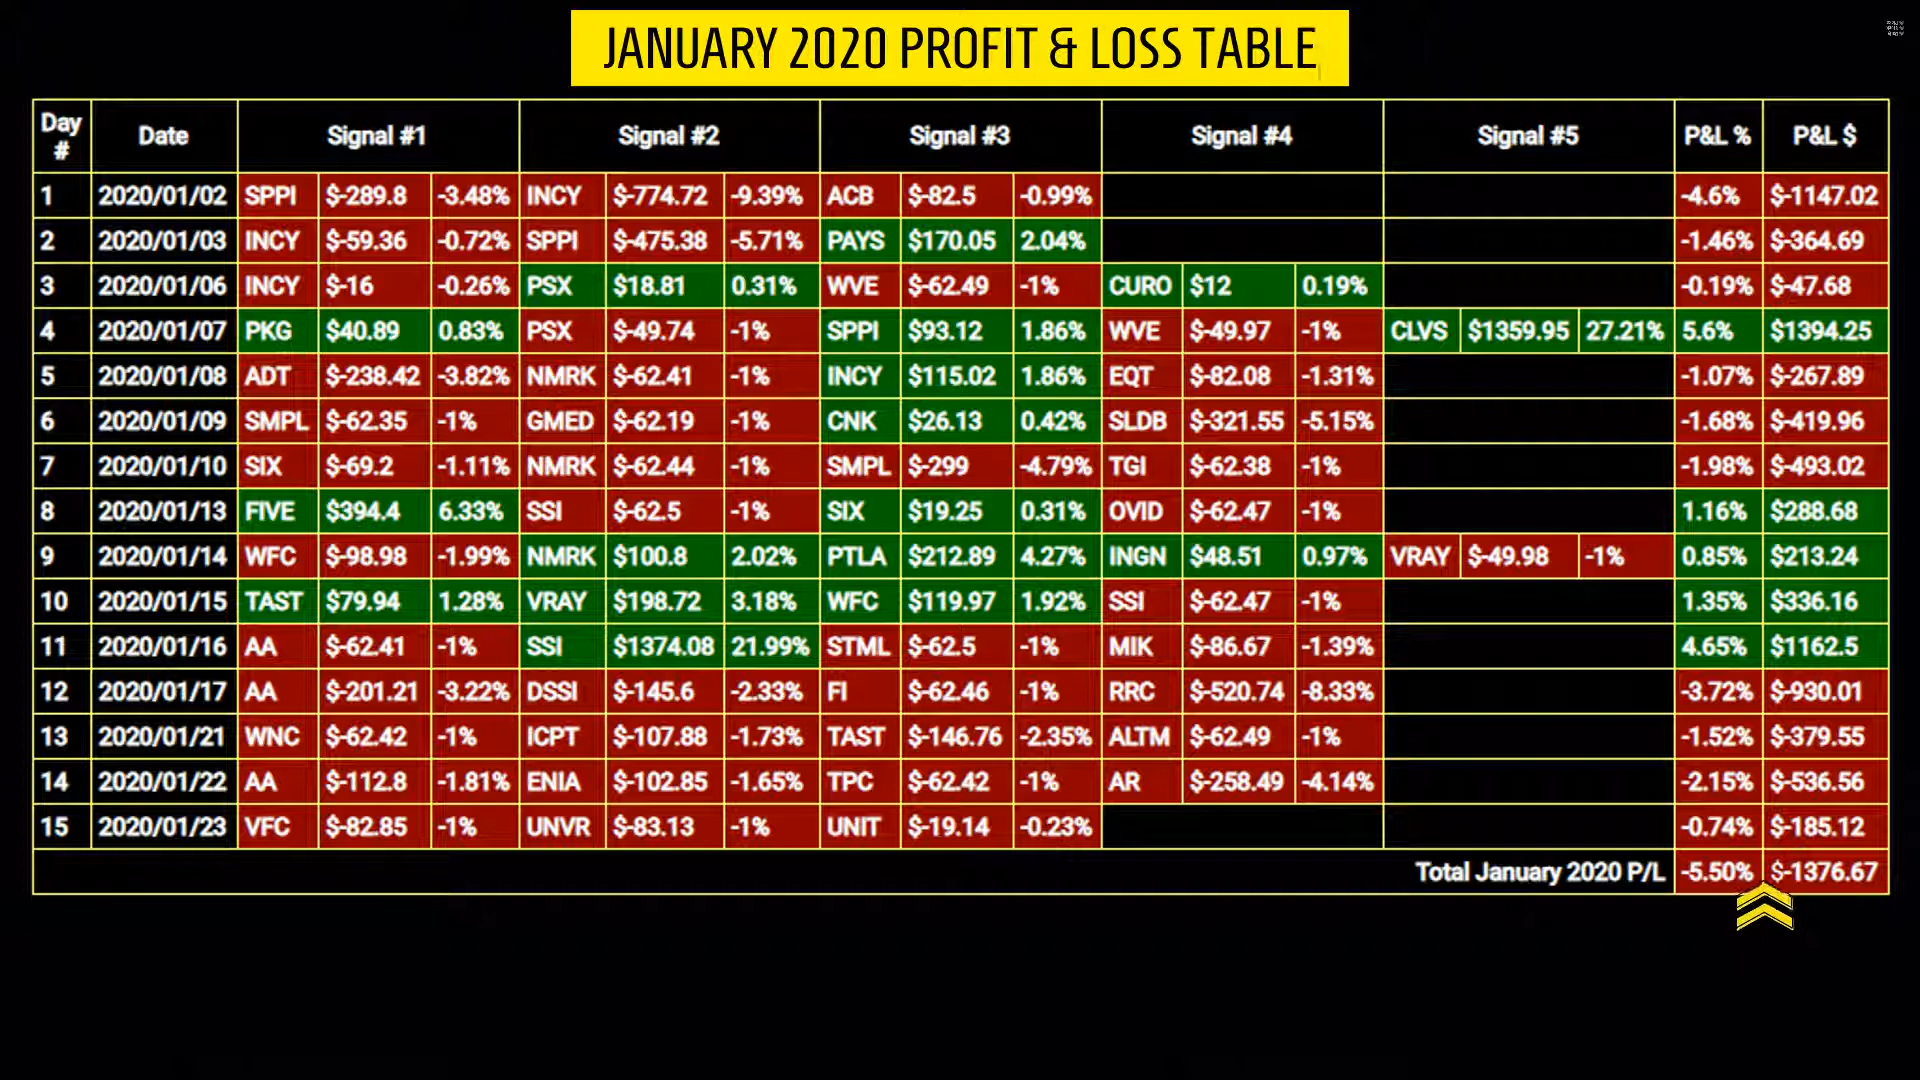 JANUARY 2020 PROFIT & LOSS TABLE
Day # Date Signal #1 Signal #2 Signal #3 Signal #4 Signal #5 P&L % P&L $
1 2020/01/02 SPPI $-289.8 -3.48% INCY $-774.72 -9.39% ACB $-82.5 -0.99% -4.6% $-1147.02
2 2020/01/03 INCY $-59.36 -0.72% SPPI $-475.38 -5.71% PAYS $170.05 2.04% -1.46% $-364.69
3 2020/01/06 INCY $-16 -0.26% PSX $18.81 0.31% WVE $-62.49 -1% CURO $12 0.19% -0.19% $-47.68
4 2020/01/07 PKG $40.89 0.83% PSX $-49.74 -1% SPPI $93.12 1.86% WVE $-49.97 -1% CLVS $1359.95 27.21% 5.6% $1394.25
5 2020/01/08 ADT $-238.42 -3.82% NMRK $-62.41 -1% INCY $115.02 1.86% EQT $-82.08 -1.31% -1.07% $-267.89
6 2020/01/09 SMPL $-62.35 -1% GMED $-62.19 -1% CNK $26.13 0.42% SLDB $-321.55 -5.15% -1.68% $-419.96
7 2020/01/10 SIX $-69.2 -1.11% NMRK $-62.44 -1% SMPL $-299 -4.79% TGI $-62.38 -1% -1.98% $-493.02
8 2020/01/13 FIVE $394.4 6.33% SSI $-62.5 -1% SIX $19.25 0.31% OVID $-62.47 -1% 1.16% $288.68
9 2020/01/14 WFC $-98.98 -1.99% NMRK $100.8 2.02% PTLA $212.89 4.27% INGN $48.51 0.97% VRAY $-49.98 -1% 0.85% $213.24
10 2020/01/15 TAST $79.94 1.28% VRAY $198.72 3.18% WFC $119.97 1.92% SSI $-62.47 -1% 1.35% $336.16
11 2020/01/16 AA $-62.41 -1% SSI $1374.08 21.99% STML $-62.5 -1% MIK $-86.67 -1.39% 4.65% $1162.5
12 2020/01/17 AA $-201.21 -3.22% DSSI $-145.6 -2.33% FI $-62.46 -1% RRC $-520.74 -8.33% -3.72% $-930.01
13 2020/01/21 WNC $-62.42 -1% ICPT $-107.88 -1.73% TAST $-146.76 -2.35% ALTM $-62.49 -1% -1.52% $-379.55
14 2020/01/22 AA $-112.8 -1.81% ENIA $-102.85 -1.65% TPC $-62.42 -1% AR $-258.49 -4.14% -2.15% $-536.56
15 2020/01/23 VFC $-82.85 -1% UNVR $-83.13 -1% UNIT $-19.14 -0.23% -0.74% $-185.12
Total January 2020 P/L -5.50% $-1376.67